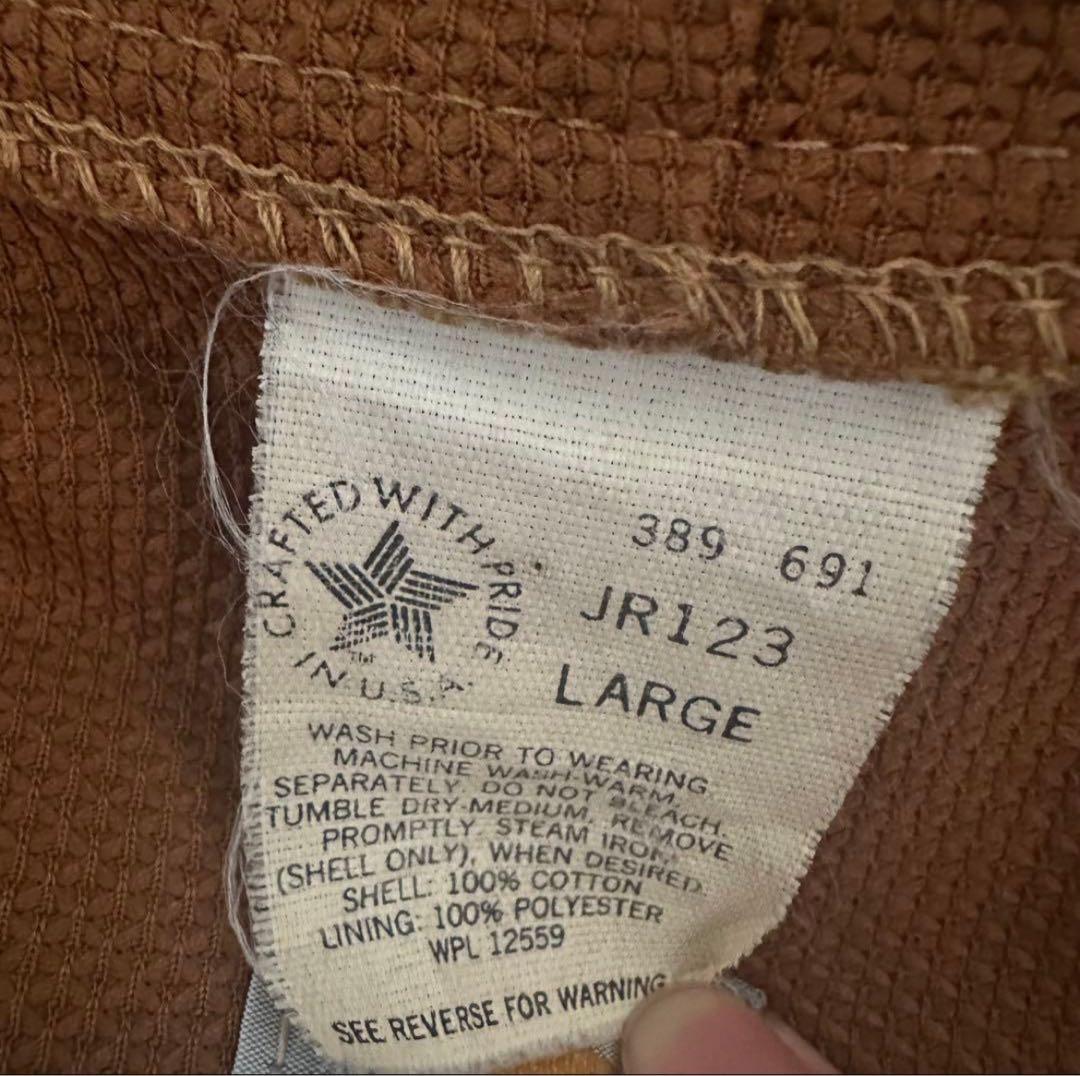 CRAFTED WITH PRIDE
IN U.S.A.
TM
389 691
JR123
LARGE
WASH PRIOR TO WEARING
MACHINE WASH-WARM,
SEPARATELY. DO NOT BLEACH.
TUMBLE DRY-MEDIUM, REMOVE
PROMPTLY. STEAM IRON,
(SHELL ONLY), WHEN DESIRED.
SHELL: 100% COTTON
LINING: 100% POLYESTER
WPL 12559
SEE REVERSE FOR WARNING